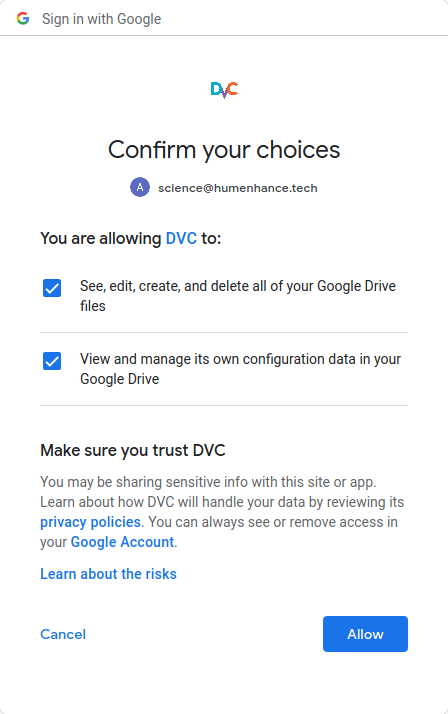 Sign in with Google
DVC
Confirm your choices
A science@humenhance.tech
You are allowing DVC to:
See, edit, create, and delete all of your Google Drive
files
View and manage its own configuration data in your
Google Drive
Make sure you trust DVC
You may be sharing sensitive info with this site or app.
Learn about how DVC will handle your data by reviewing its
privacy policies. You can always see or remove access in
your Google Account.
Learn about the risks
Cancel
Allow